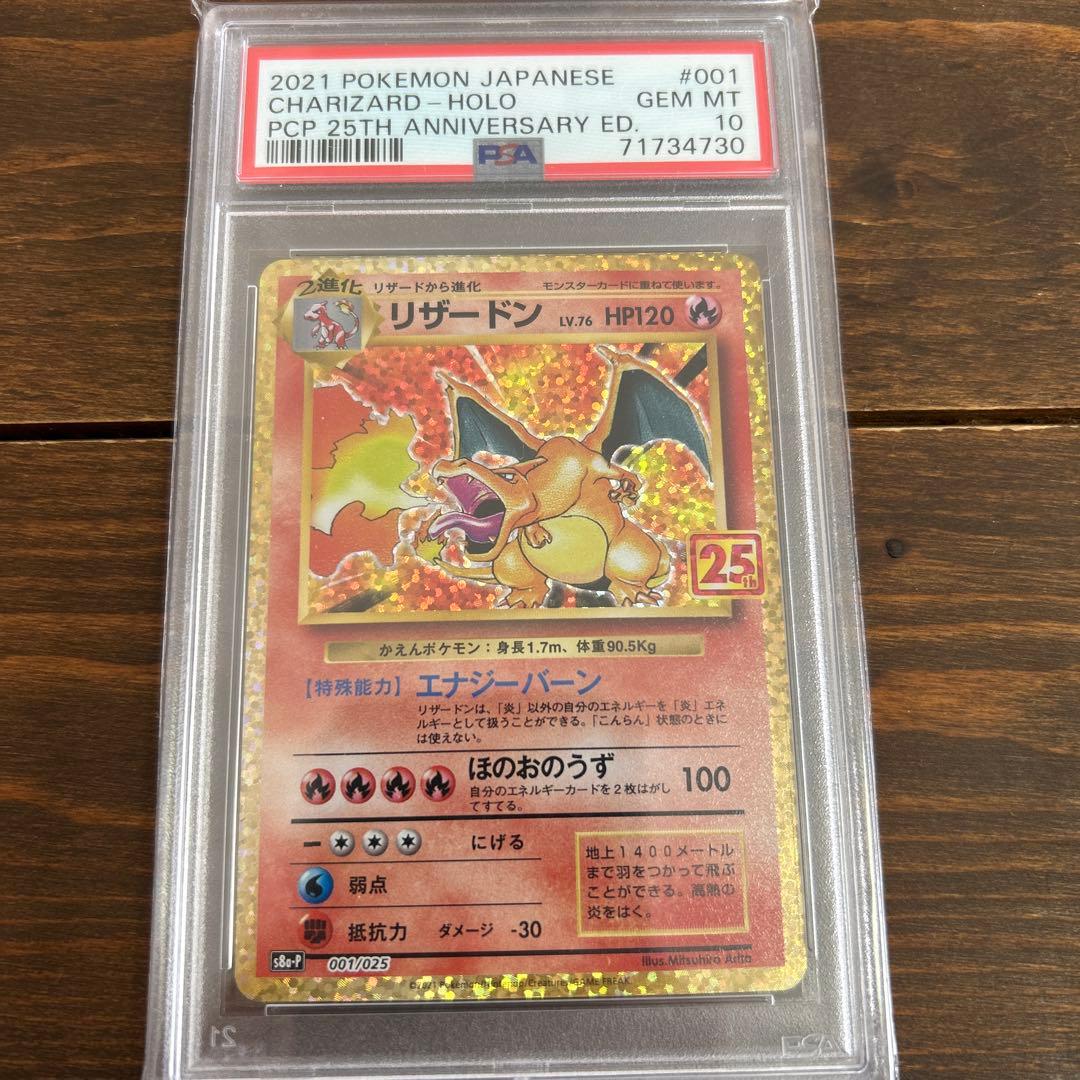 2021 POKEMON JAPANESE #001
CHARIZARD-HOLO GEM MT
PCP 25TH ANNIVERSARY ED. 10
PSA 71734730
2進化 リザードから進化 モンスターカードに重ねて使います。
リザードン LV.76 HP120
25th
かえんポケモン：身長1.7m、体重90.5Kg
【特殊能力】エナジーバーン
リザードンは、「炎」以外の自分のエネルギーを「炎」エネ
ルギーとして扱うことができる。「こんらん」状態のときに
は使えない。
ほのおのうず 100
自分のエネルギーカードを2枚はがし
てすてる。
− にげる
弱点
抵抗力 ダメージ -30
地上1400メートル
まで羽をつかって飛ぶ
ことができる。高熱の
炎をはく。
s8a-P 001/025 Illus.Mitsuhiro Arita
©2021 Pokémon/Nintendo/Creatures/GAME FREAK.
21 PSA